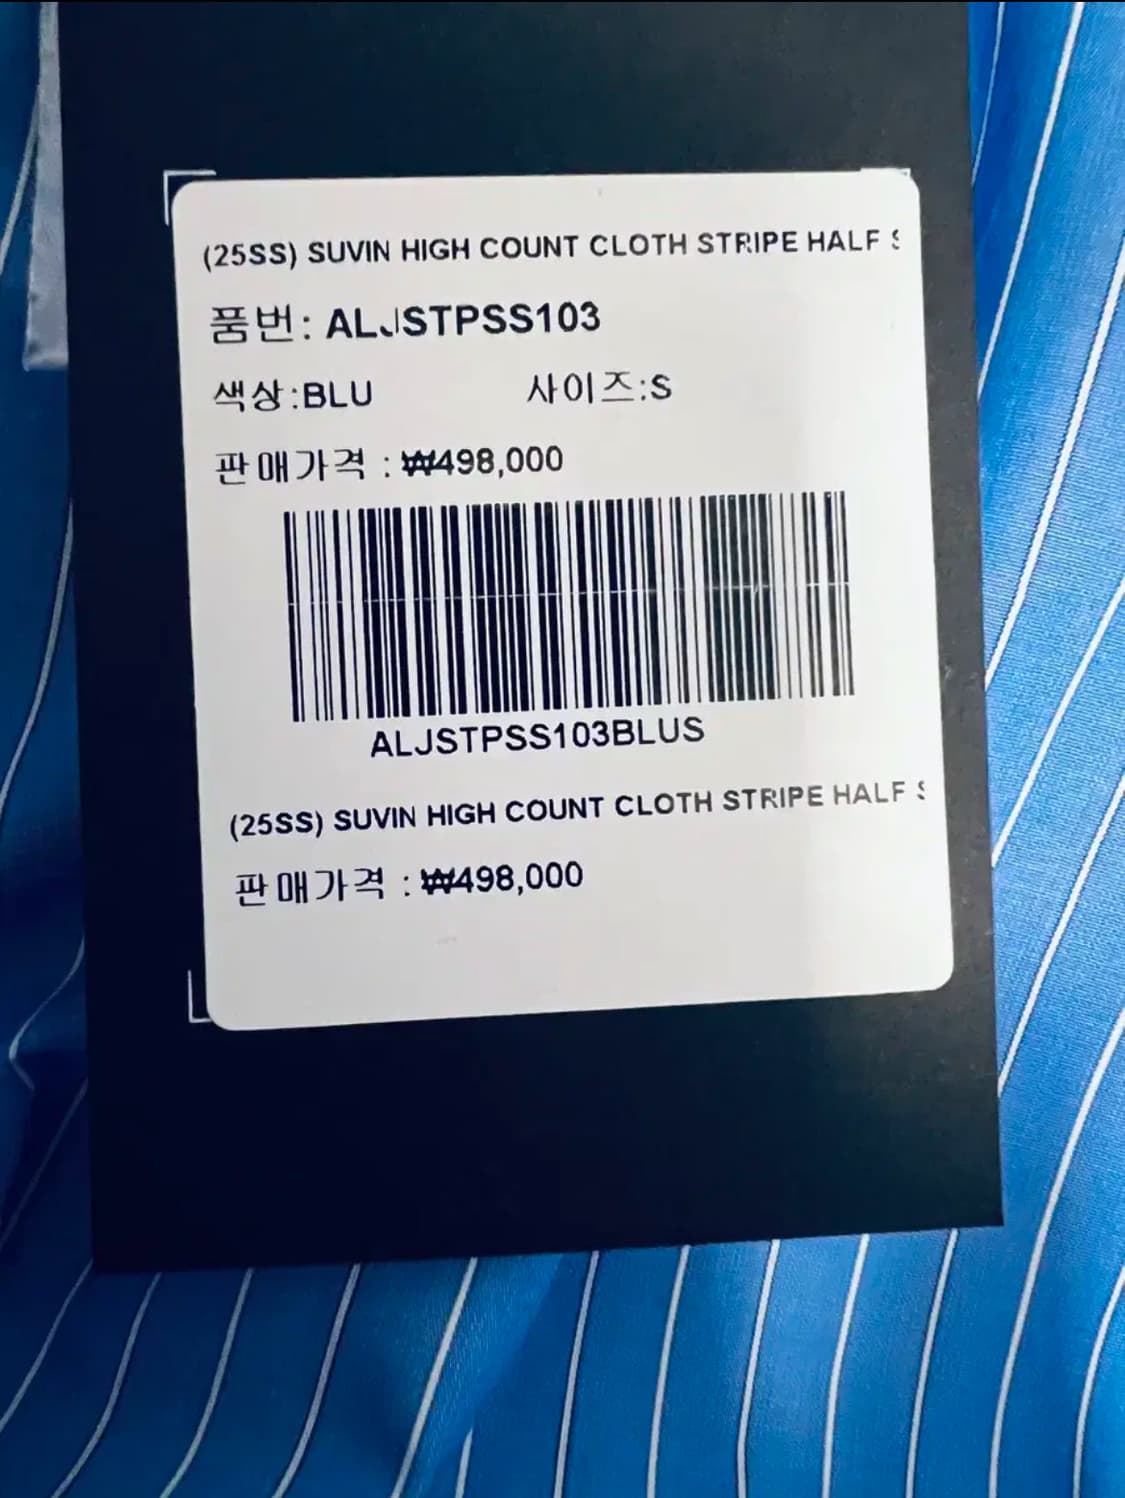 (25SS) SUVIN HIGH COUNT CLOTH STRIPE HALF
품번: ALJSTPSS103
색상:BLU 사이즈:S
판매가격 : ₩498,000
ALJSTPSS103BLUS
(25SS) SUVIN HIGH COUNT CLOTH STRIPE HALF
판매가격 : ₩498,000